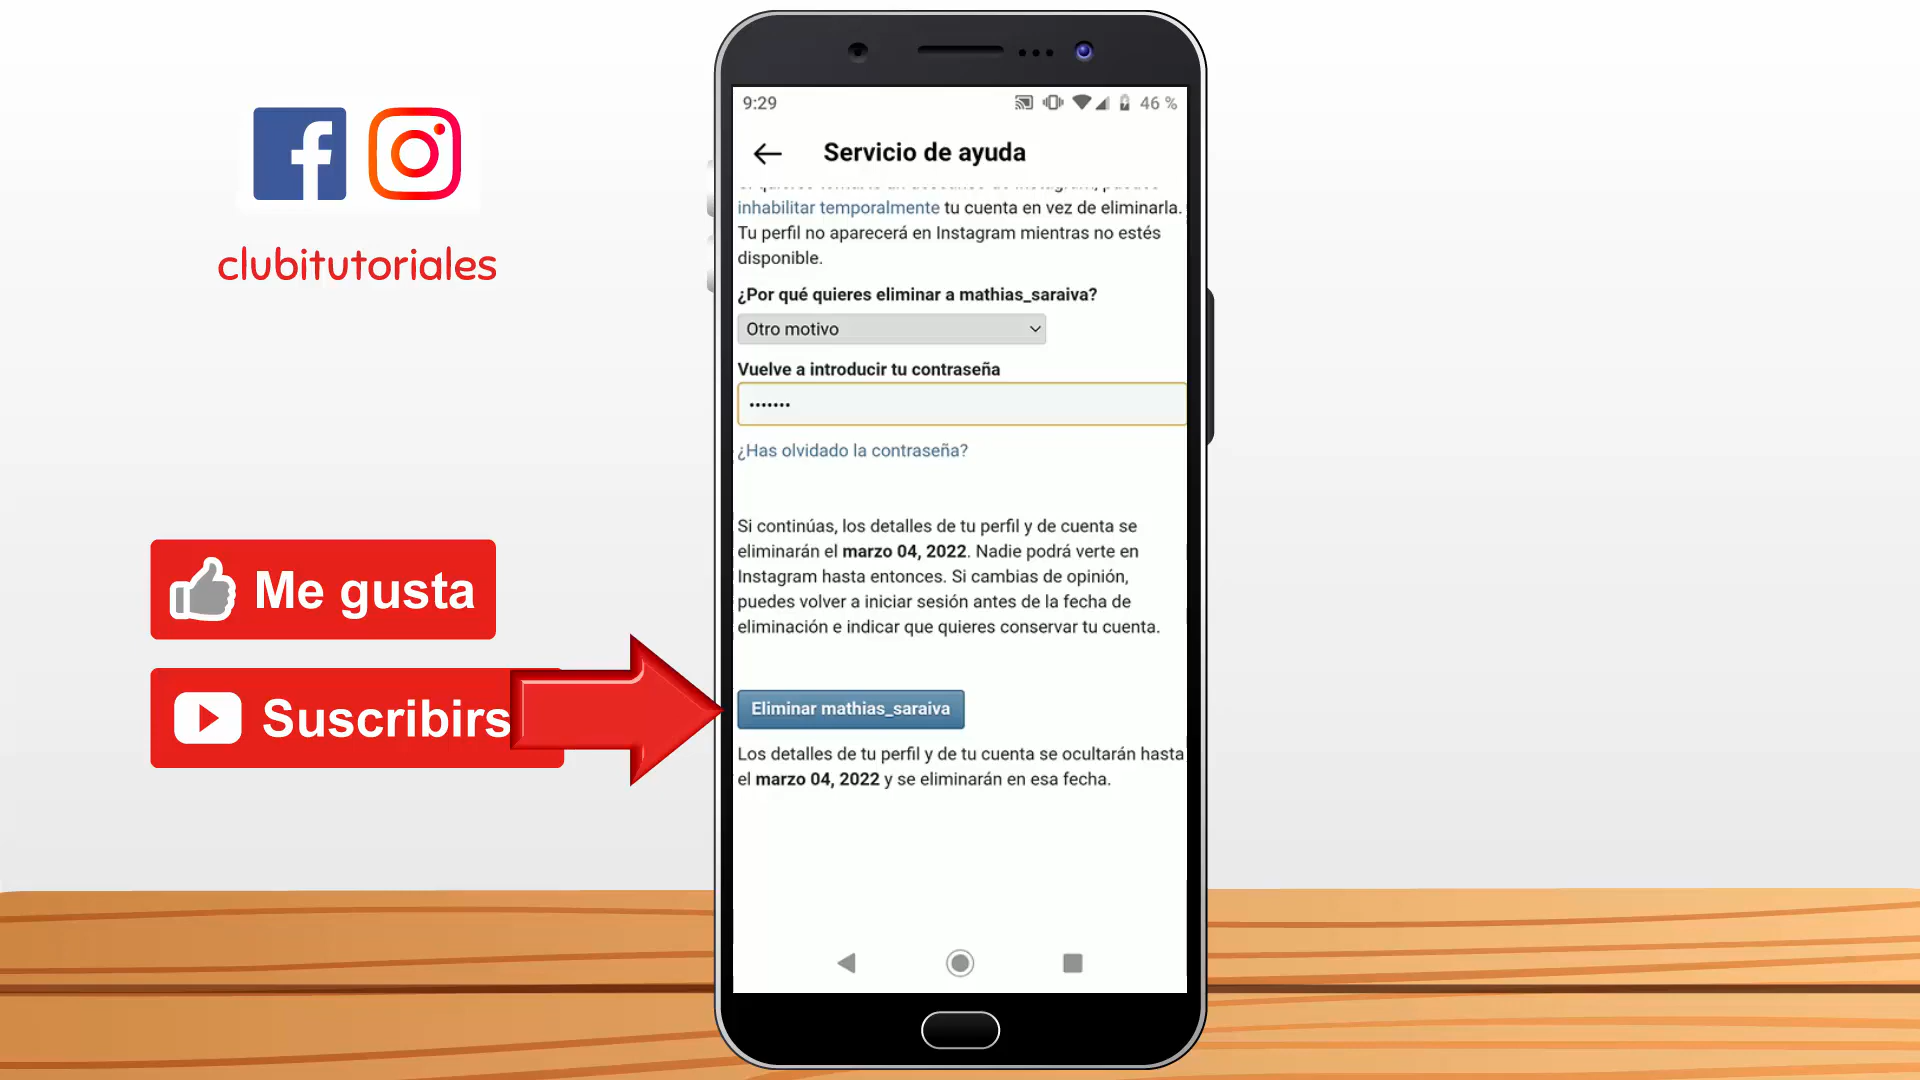 clubitutoriales
Me gusta
Suscribirs
9:29
46 %
Servicio de ayuda
inhabilitar temporalmente tu cuenta en vez de eliminarla.
Tu perfil no aparecerá en Instagram mientras no estés
disponible.
¿Por qué quieres eliminar a mathias_saraiva?
Otro motivo
Vuelve a introducir tu contraseña
•••••••
¿Has olvidado la contraseña?
Si continúas, los detalles de tu perfil y de cuenta se
eliminarán el marzo 04, 2022. Nadie podrá verte en
Instagram hasta entonces. Si cambias de opinión,
puedes volver a iniciar sesión antes de la fecha de
eliminación e indicar que quieres conservar tu cuenta.
Eliminar mathias_saraiva
Los detalles de tu perfil y de tu cuenta se ocultarán hasta
el marzo 04, 2022 y se eliminarán en esa fecha.